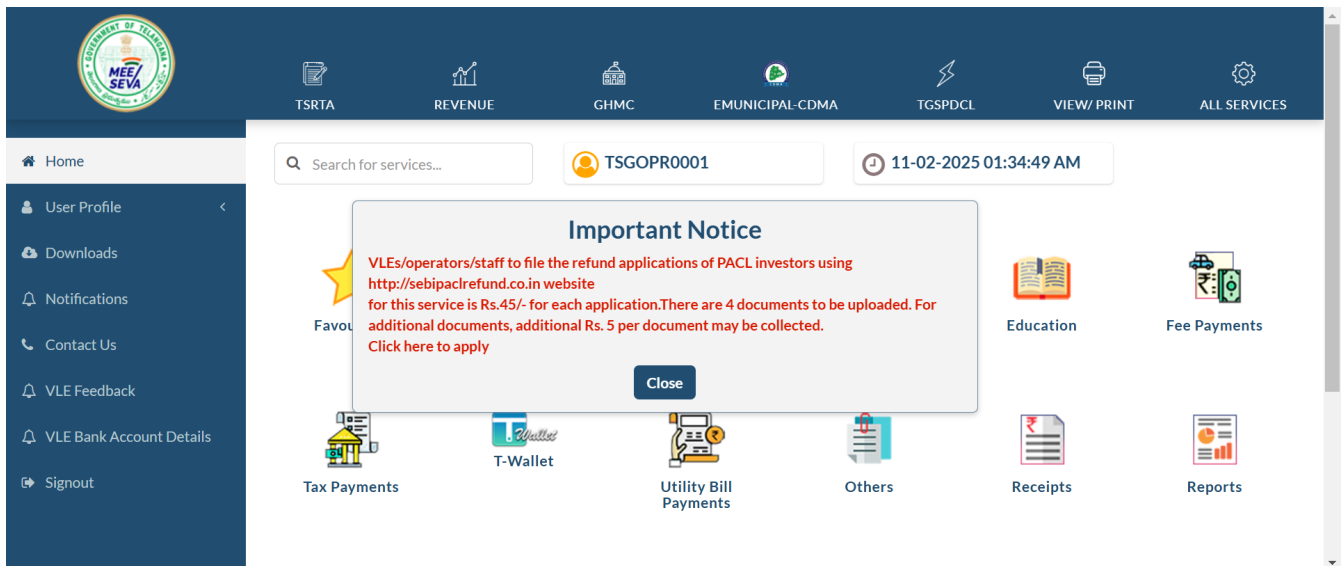 GOVERNMENT OF TELANGANA
MEE/
SEVA
TSRTA
REVENUE
GHMC
EMUNICIPAL-CDMA
TGSPDCL
VIEW/ PRINT
ALL SERVICES
Home
Search for services...
TSGOPR0001
11-02-2025 01:34:49 AM
User Profile
Downloads
Notifications
Contact Us
VLE Feedback
VLE Bank Account Details
Signout
Important Notice
VLEs/operators/staff to file the refund applications of PACL investors using
http://sebipaclrefund.co.in website
for this service is Rs.45/- for each application.There are 4 documents to be uploaded. For
additional documents, additional Rs. 5 per document may be collected.
Click here to apply
Close
Favou
Education
Fee Payments
Tax Payments
T.Wallet
T-Wallet
Utility Bill
Payments
Others
Receipts
Reports